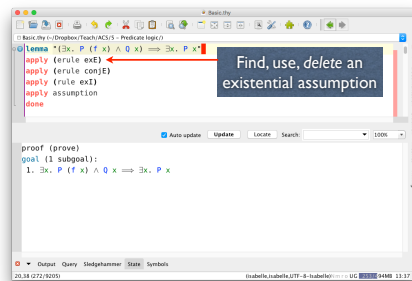 Basic.thy
Basic.thy (~/Dropbox/Teach/ACS/5 – Predicate logic/)
lemma "(∃x. P (f x) ∧ Q x) ⟹ ∃x. P x"
apply (erule exE)
apply (erule conjE)
apply (rule exI)
apply assumption
done
Find, use, delete an
existential assumption
Auto update Update Locate Search: 100%
proof (prove)
goal (1 subgoal):
1. ∃x. P (f x) ∧ Q x ⟹ ∃x. P x
Output Query Sledgehammer State Symbols
20,38 (272/9205) (isabelle,isabelle,UTF-8-Isabelle) UG 94MB 13:37